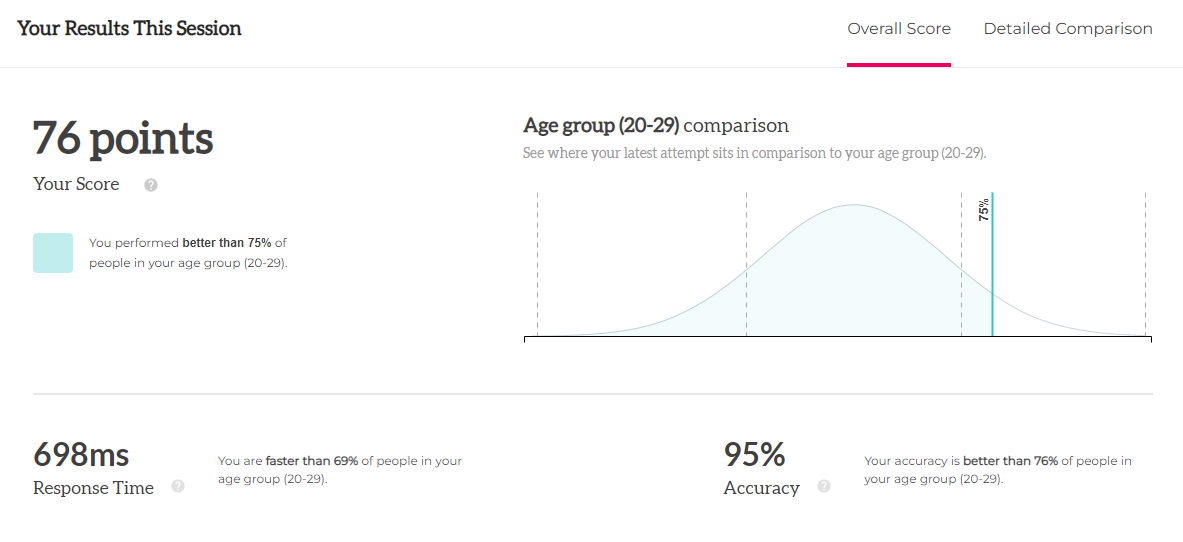 Your Results This Session
Overall Score
Detailed Comparison
76 points
Your Score
?
You performed better than 75% of
people in your age group (20-29).
Age group (20-29) comparison
See where your latest attempt sits in comparison to your age group (20-29).
75%
698ms
Response Time
?
You are faster than 69% of people in your
age group (20-29).
95%
Accuracy
?
Your accuracy is better than 76% of people in
your age group (20-29).